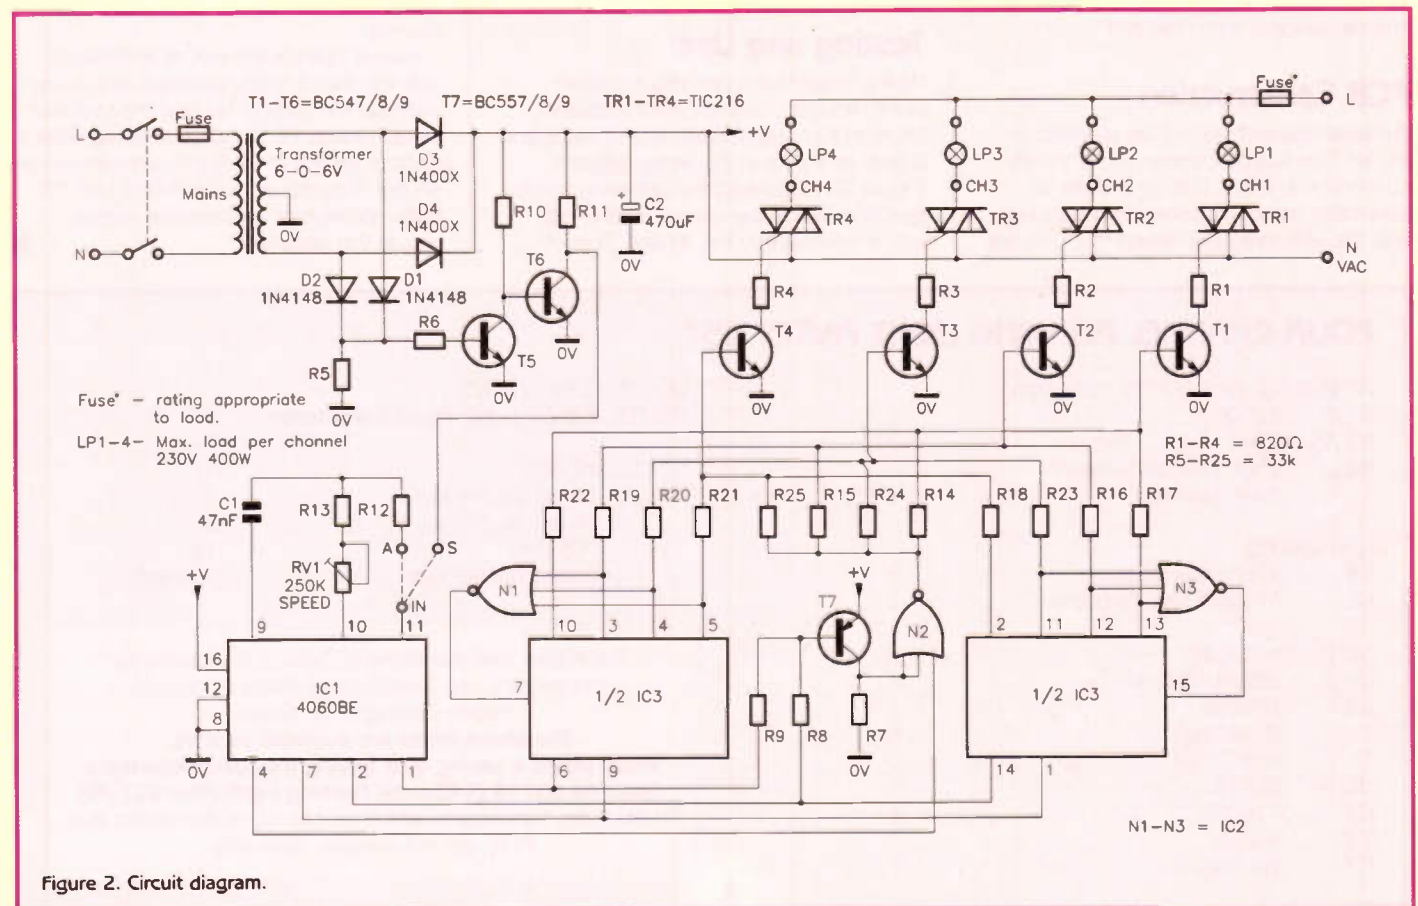 T1-T6=BC547/8/9 T7=BC557/8/9 TR1-TR4=TIC216
Fuse*
L
+V
L
Fuse
Transformer
6-0-6V
Mains
0V
N
D3
1N400X
D4
1N400X
R10
R11
+
C2
470uF
0V
LP4
LP3
LP2
LP1
CH4
CH3
CH2
CH1
TR4
TR3
TR2
TR1
N
VAC
D2
1N4148
D1
1N4148
T6
0V
R6
T5
0V
R5
0V
R4
R3
R2
R1
T4
T3
T2
T1
0V
0V
0V
0V
Fuse* – rating appropriate
to load.
LP1-4- Max. load per channel
230V 400W
R1-R4 = 820Ω
R5-R25 = 33k
C1
47nF
R13
R12
A
S
RV1
250K
SPEED
IN
+V
R22
R19
R20
R21
R25
R15
R24
R14
R18
R23
R16
R17
N1
T7
+V
N2
N3
9
10
11
10
3
4
5
2
11
12
13
16
12
8
0V
IC1
4060BE
7
1/2 IC3
R9
R8
R7
0V
1/2 IC3
15
4
7
2
1
6
9
14
1
N1-N3 = IC2
Figure 2. Circuit diagram.